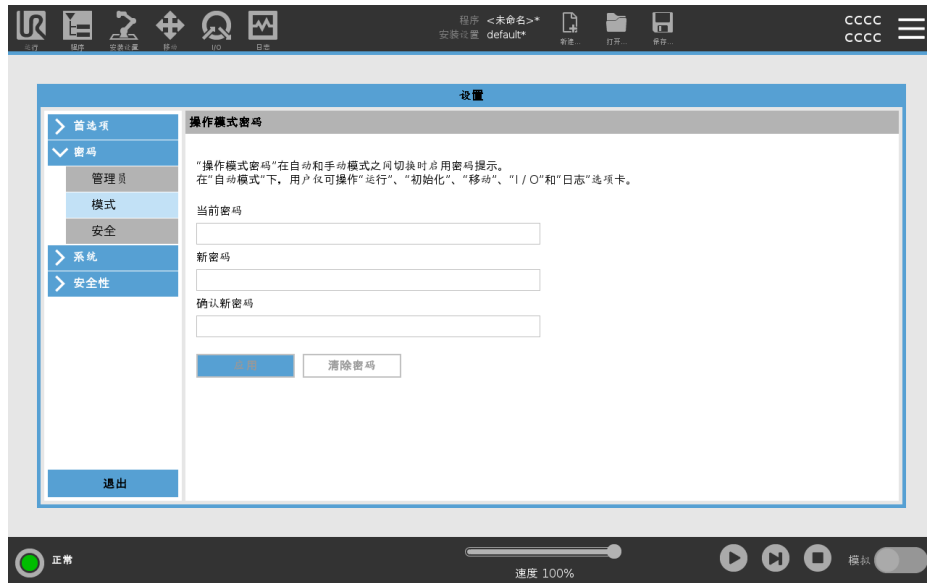 UR
运行
程序
安装设置
移动
I/O
日志
程序 <未命名>*
安装设置 default*
新建...
打开...
保存...
CCCC
CCCC
设置
首选项
密码
管理员
模式
安全
系统
安全性
退出
操作模式密码
“操作模式密码”在自动和手动模式之间切换时启用密码提示。
在“自动模式”下，用户仅可操作“运行”、“初始化”、“移动”、“I / O”和“日志”选项卡。
当前密码
新密码
确认新密码
应用
清除密码
正常
速度 100%
模拟